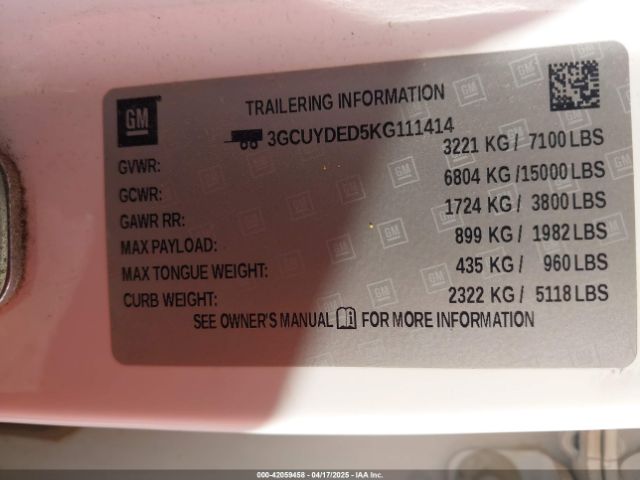 GM
TRAILERING INFORMATION
3GCUYDED5KG111414
GVWR: 3221 KG / 7100 LBS
GCWR: 6804 KG / 15000 LBS
GAWR RR: 1724 KG / 3800 LBS
MAX PAYLOAD: 899 KG / 1982 LBS
MAX TONGUE WEIGHT: 435 KG / 960 LBS
CURB WEIGHT: 2322 KG / 5118 LBS
SEE OWNER'S MANUAL FOR MORE INFORMATION
000-42059458 - 04/17/2025 - IAA Inc.